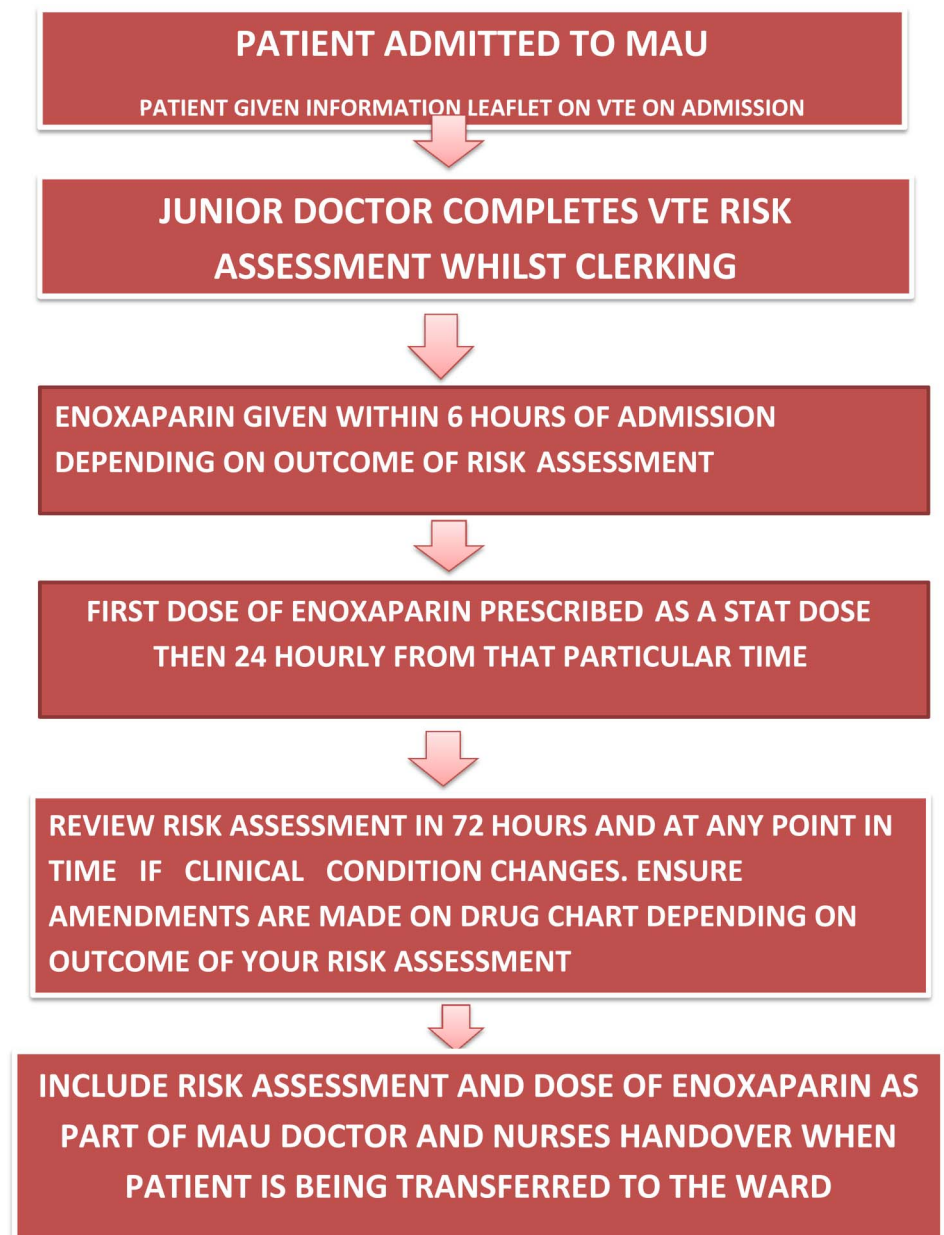 PATIENT ADMITTED TO MAU
PATIENT GIVEN INFORMATION LEAFLET ON VTE ON ADMISSION
JUNIOR DOCTOR COMPLETES VTE RISK
ASSESSMENT WHILST CLERKING
ENOXAPARIN GIVEN WITHIN 6 HOURS OF ADMISSION
DEPENDING ON OUTCOME OF RISK ASSESSMENT
FIRST DOSE OF ENOXAPARIN PRESCRIBED AS A STAT DOSE
THEN 24 HOURLY FROM THAT PARTICULAR TIME
REVIEW RISK ASSESSMENT IN 72 HOURS AND AT ANY POINT IN
TIME IF CLINICAL CONDITION CHANGES. ENSURE
AMENDMENTS ARE MADE ON DRUG CHART DEPENDING ON
OUTCOME OF YOUR RISK ASSESSMENT
INCLUDE RISK ASSESSMENT AND DOSE OF ENOXAPARIN AS
PART OF MAU DOCTOR AND NURSES HANDOVER WHEN
PATIENT IS BEING TRANSFERRED TO THE WARD